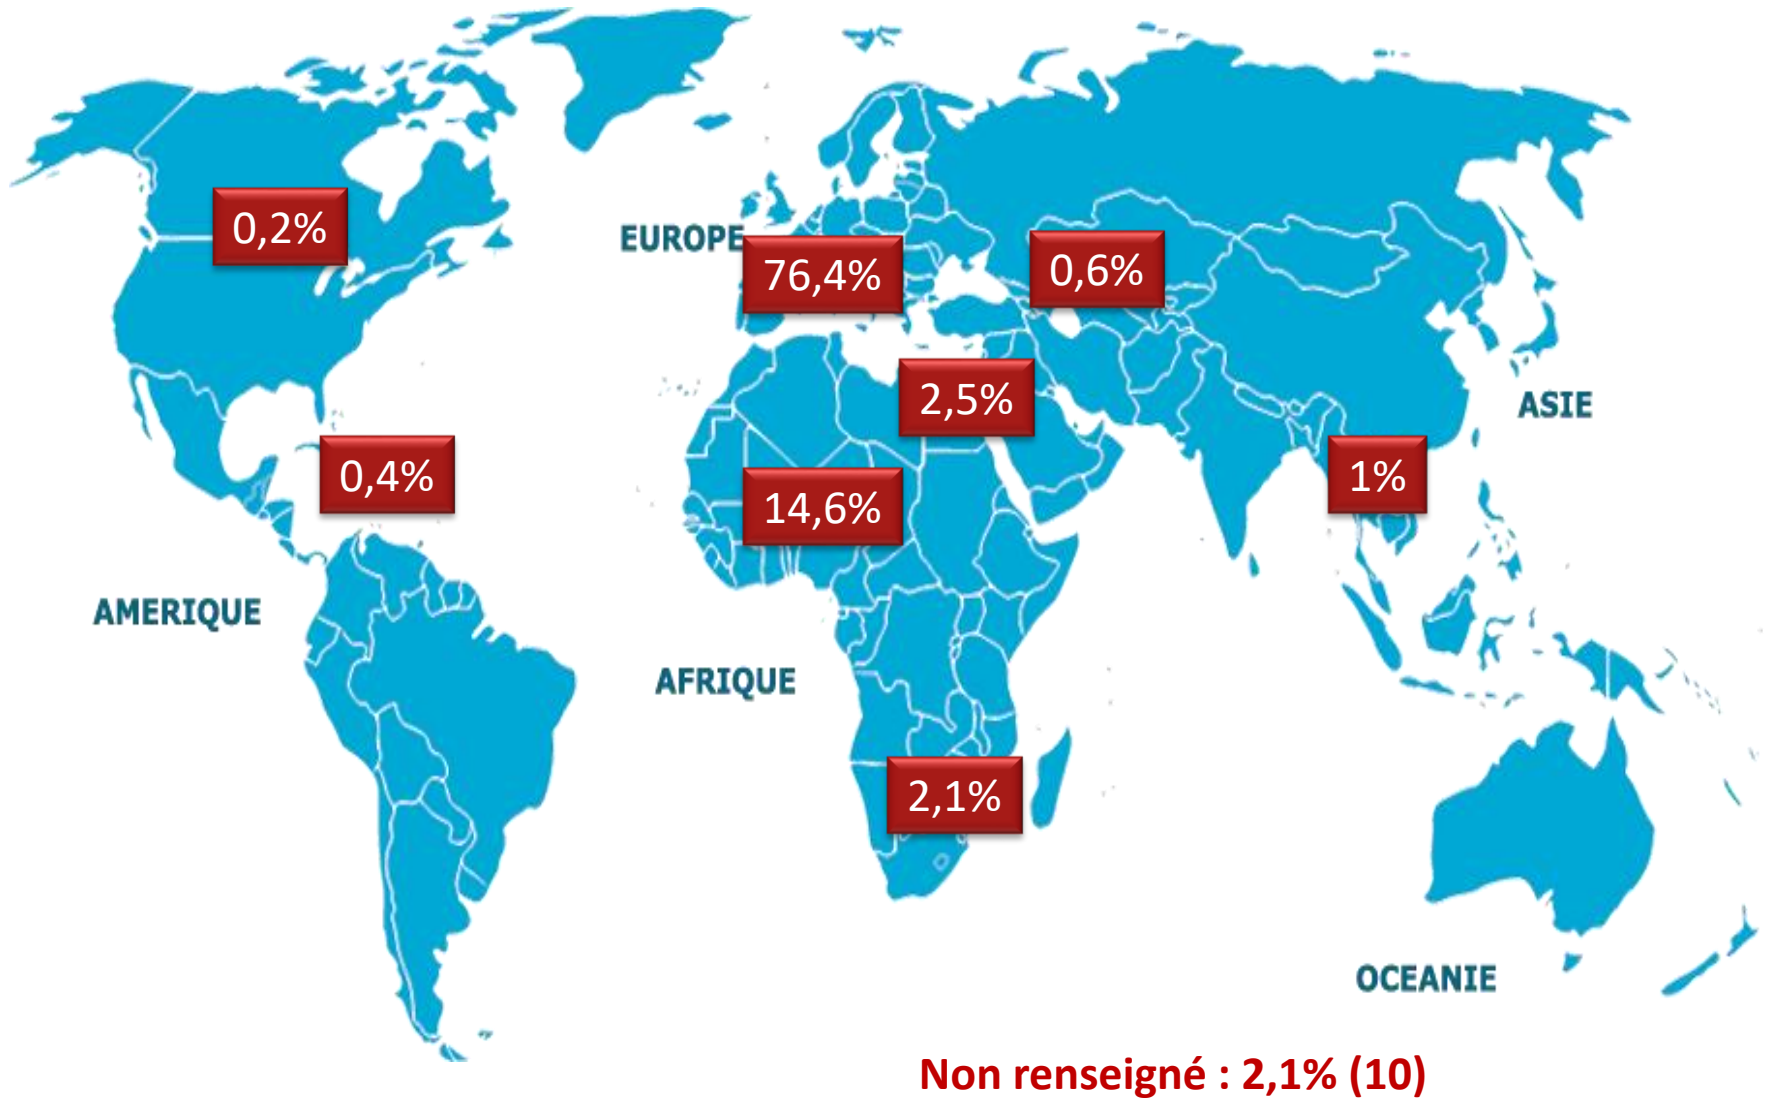 0,2%
EUROPE
76,4%
0,6%
2,5%
ASIE
0,4%
1%
14,6%
AMERIQUE
AFRIQUE
2,1%
OCEANIE
Non renseigné : 2,1% (10)